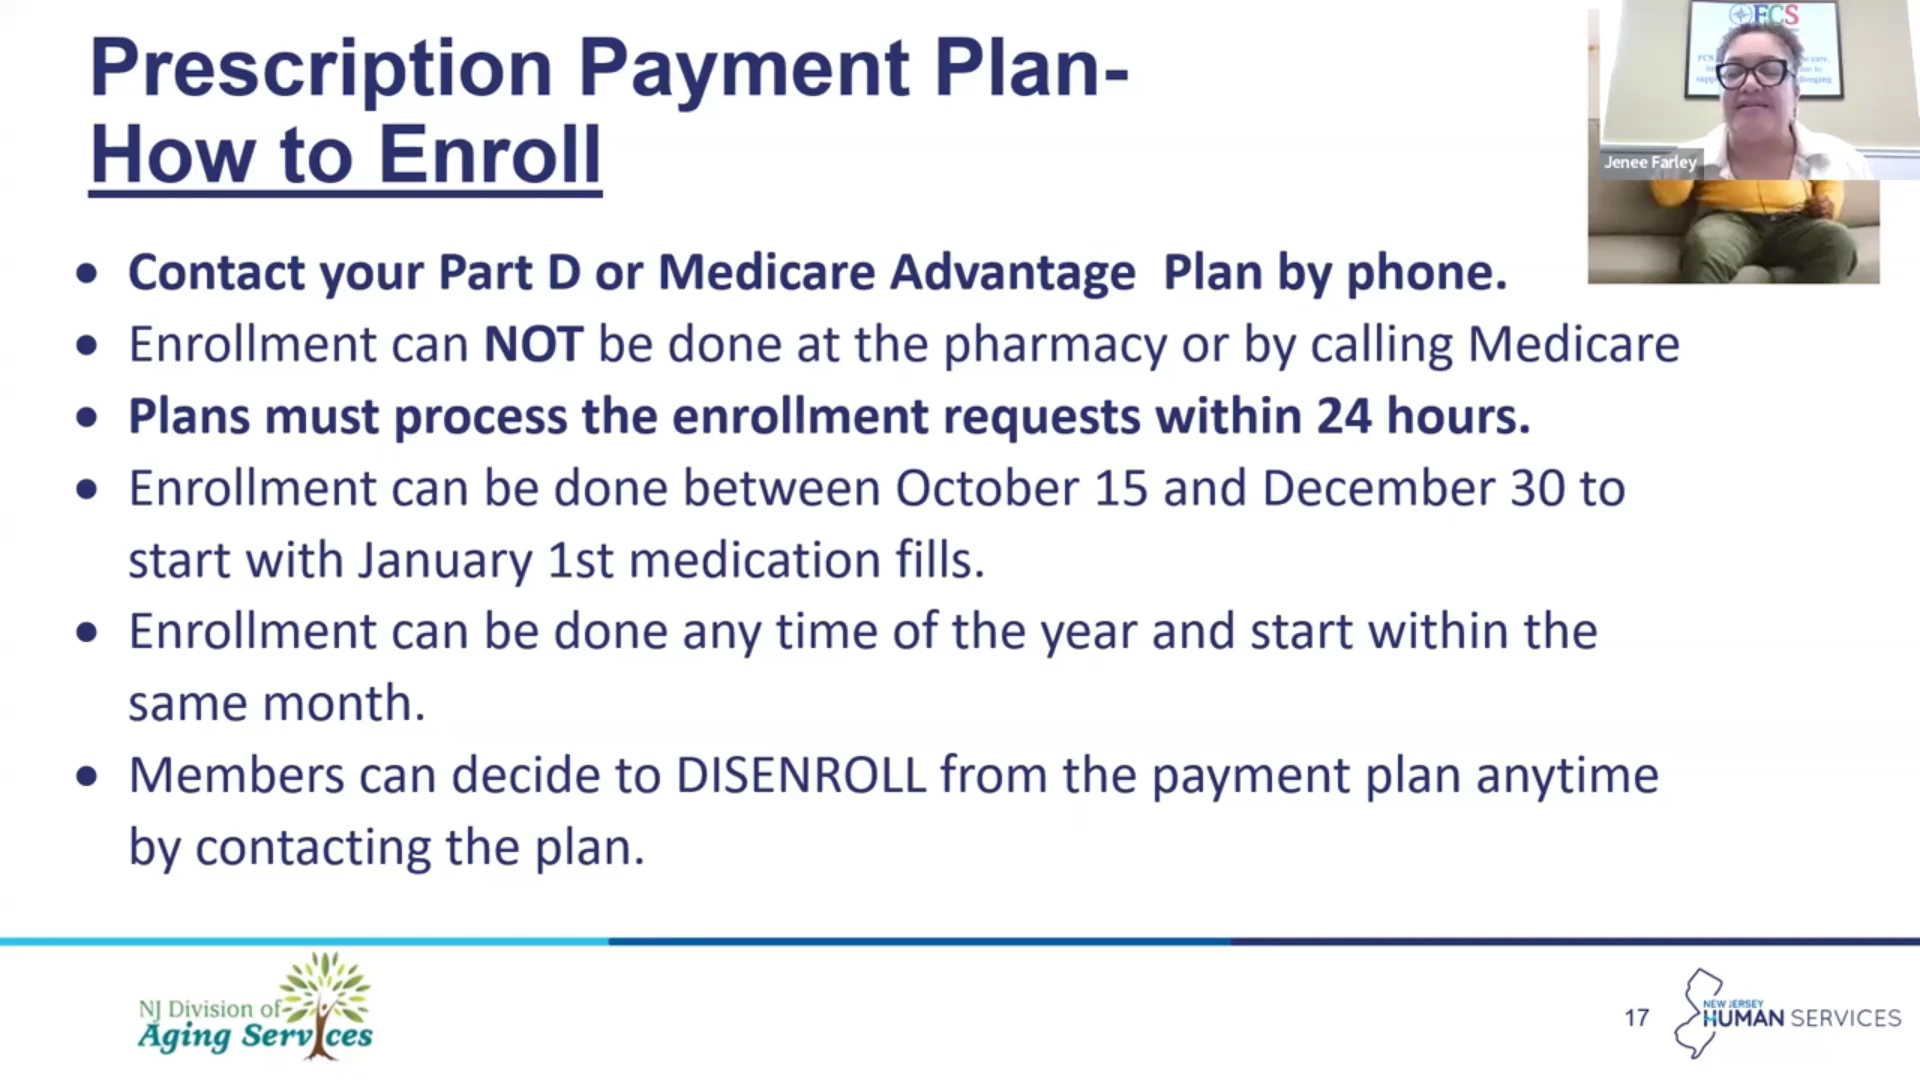 Prescription Payment Plan-
How to Enroll
FCS
Jenee Farley
• Contact your Part D or Medicare Advantage  Plan by phone.
• Enrollment can NOT be done at the pharmacy or by calling Medicare
• Plans must process the enrollment requests within 24 hours.
• Enrollment can be done between October 15 and December 30 to
start with January 1st medication fills.
• Enrollment can be done any time of the year and start within the
same month.
• Members can decide to DISENROLL from the payment plan anytime
by contacting the plan.
NJ Division of
Aging Services
17
NEW JERSEY
HUMAN SERVICES